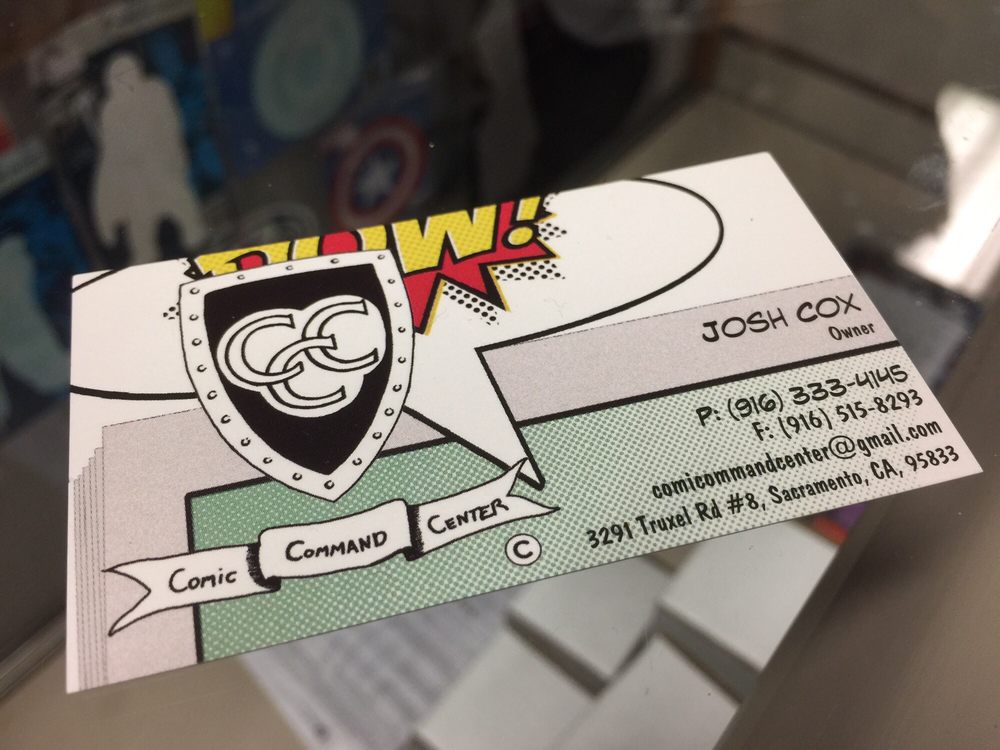 POW!
CCC
JOSH COX
Owner
P: (916) 333-4145
F: (916) 515-8293
comicommandcenter@gmail.com
3291 Truxel Rd #8, Sacramento, CA, 95833
COMIC COMMAND CENTER
©